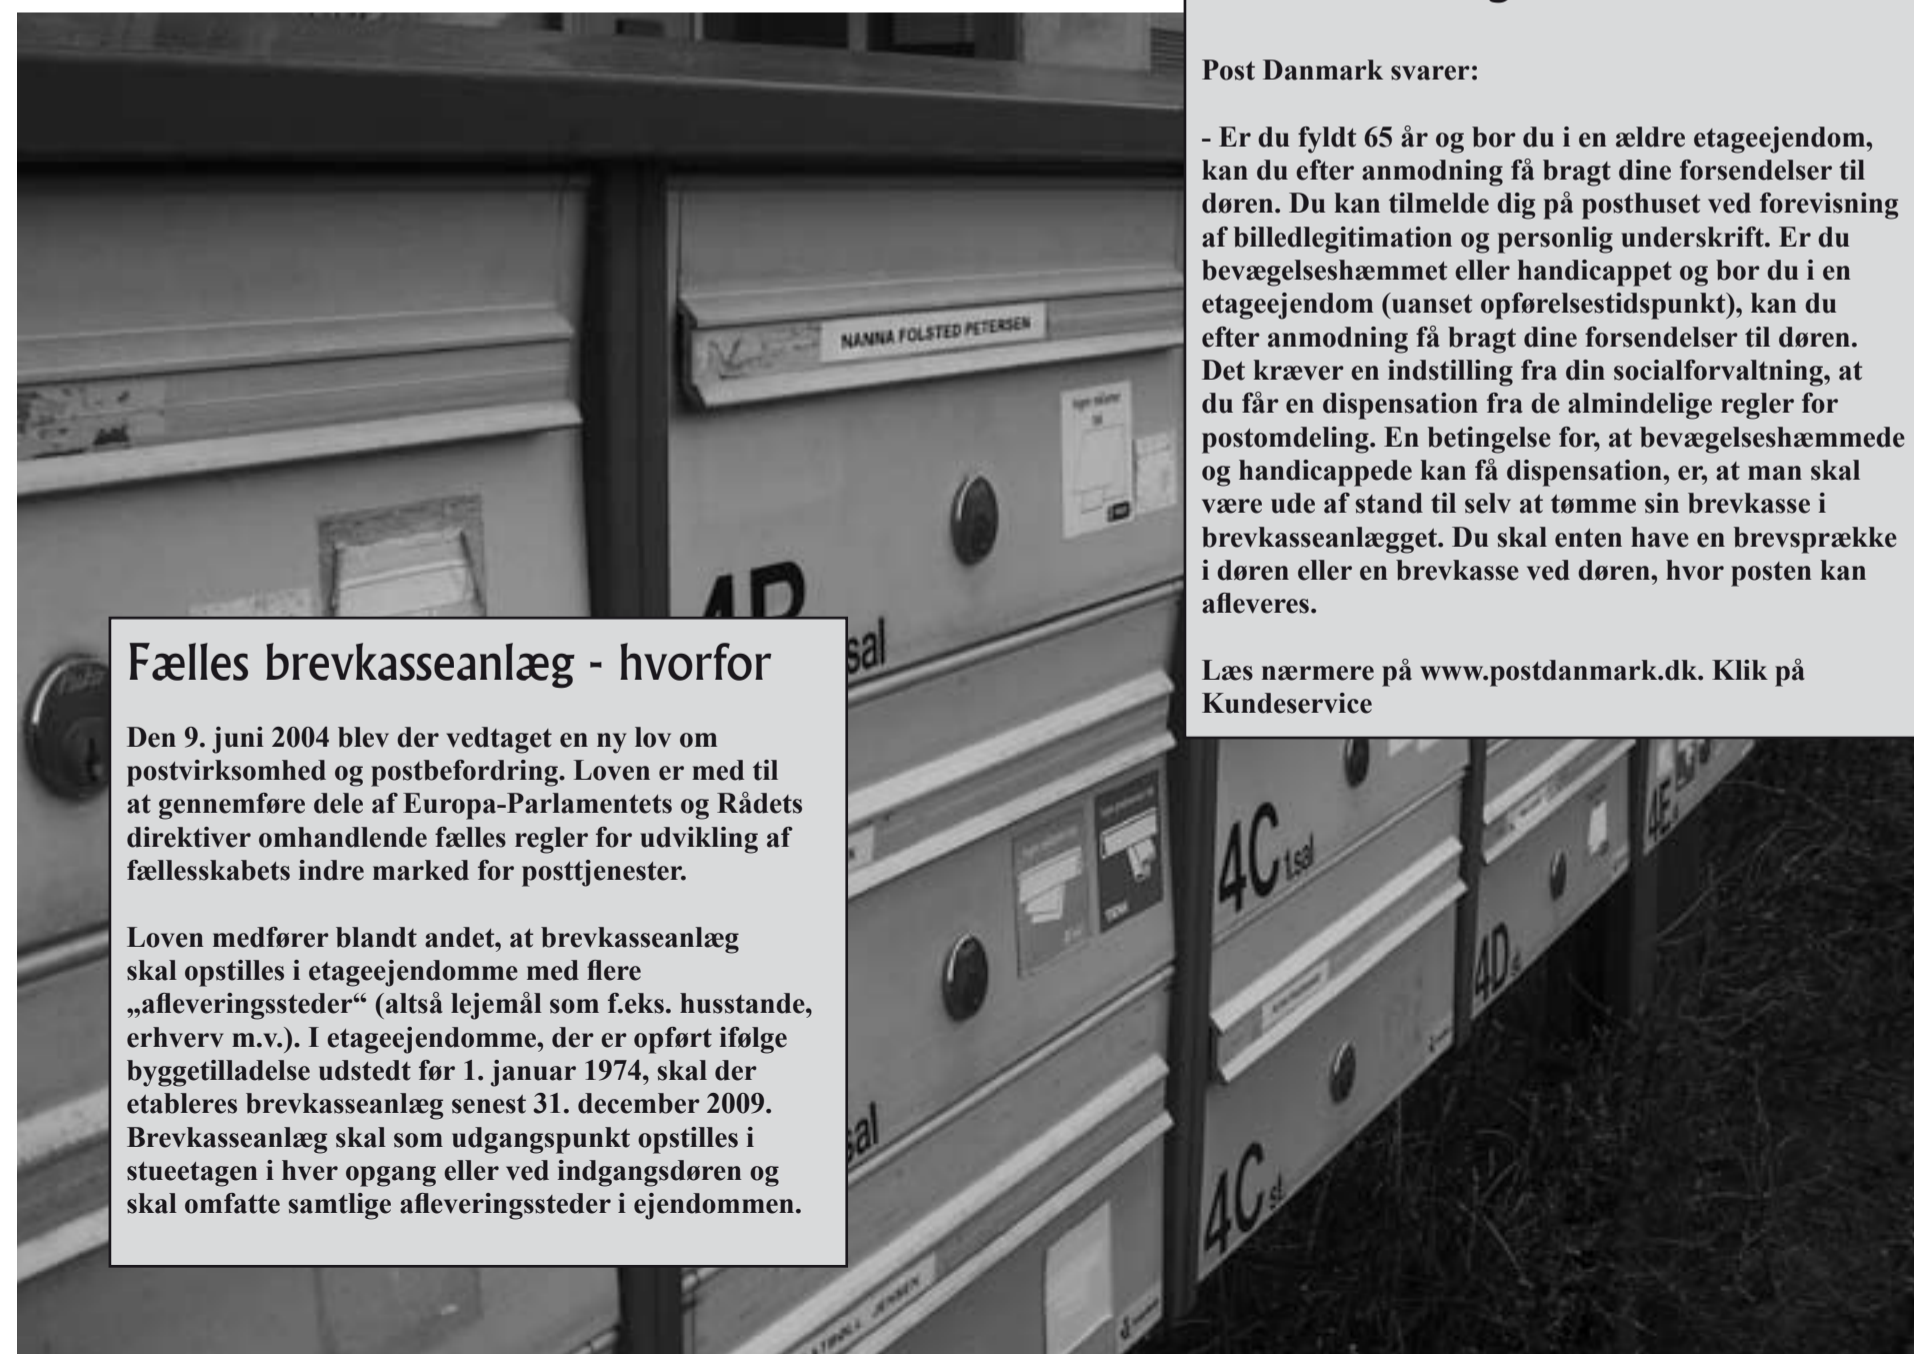 Post Danmark svarer:
- Er du fyldt 65 år og bor du i en ældre etageejendom,
kan du efter anmodning få bragt dine forsendelser til
døren. Du kan tilmelde dig på posthuset ved forevisning
af billedlegitimation og personlig underskrift. Er du
bevægelseshæmmet eller handicappet og bor du i en
etageejendom (uanset opførelsestidspunkt), kan du
efter anmodning få bragt dine forsendelser til døren.
Det kræver en indstilling fra din socialforvaltning, at
du får en dispensation fra de almindelige regler for
postomdeling. En betingelse for, at bevægelseshæmmede
og handicappede kan få dispensation, er, at man skal
være ude af stand til selv at tømme sin brevkasse i
brevkasseanlægget. Du skal enten have en brevsprække
i døren eller en brevkasse ved døren, hvor posten kan
afleveres.
Læs nærmere på www.postdanmark.dk. Klik på
Kundeservice
Fælles brevkasseanlæg - hvorfor
Den 9. juni 2004 blev der vedtaget en ny lov om
postvirksomhed og postbefordring. Loven er med til
at gennemføre dele af Europa-Parlamentets og Rådets
direktiver omhandlende fælles regler for udvikling af
fællesskabets indre marked for posttjenester.
Loven medfører blandt andet, at brevkasseanlæg
skal opstilles i etageejendomme med flere
„afleveringssteder“ (altså lejemål som f.eks. husstande,
erhverv m.v.). I etageejendomme, der er opført ifølge
byggetilladelse udstedt før 1. januar 1974, skal der
etableres brevkasseanlæg senest 31. december 2009.
Brevkasseanlæg skal som udgangspunkt opstilles i
stueetagen i hver opgang eller ved indgangsdøren og
skal omfatte samtlige afleveringssteder i ejendommen.
NANNA FOLSTED PETERSEN
4B
sal
sal
4C 1.sal
4D st.
4E
4C st.
JENSEN